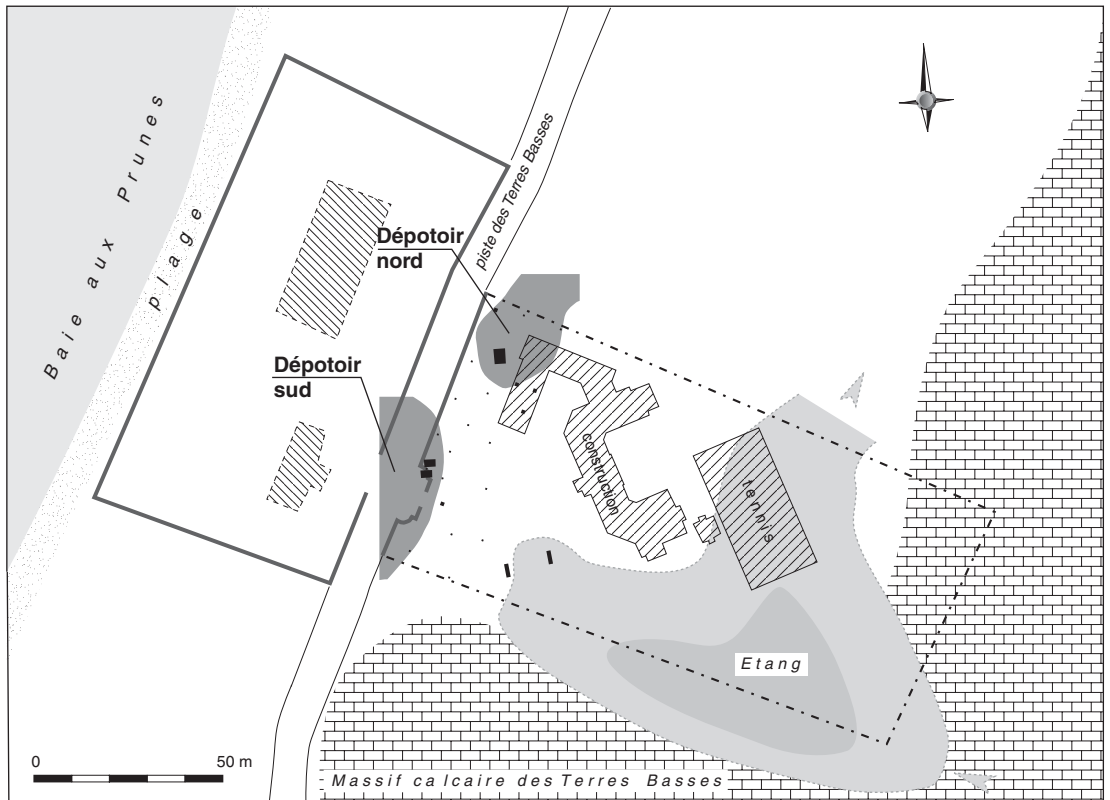 Baie aux Prunes
plage
piste des Terres Basses
Dépotoir
nord
Dépotoir
sud
construction
tennis
Etang
0 50 m
Massif calcaire des Terres Basses